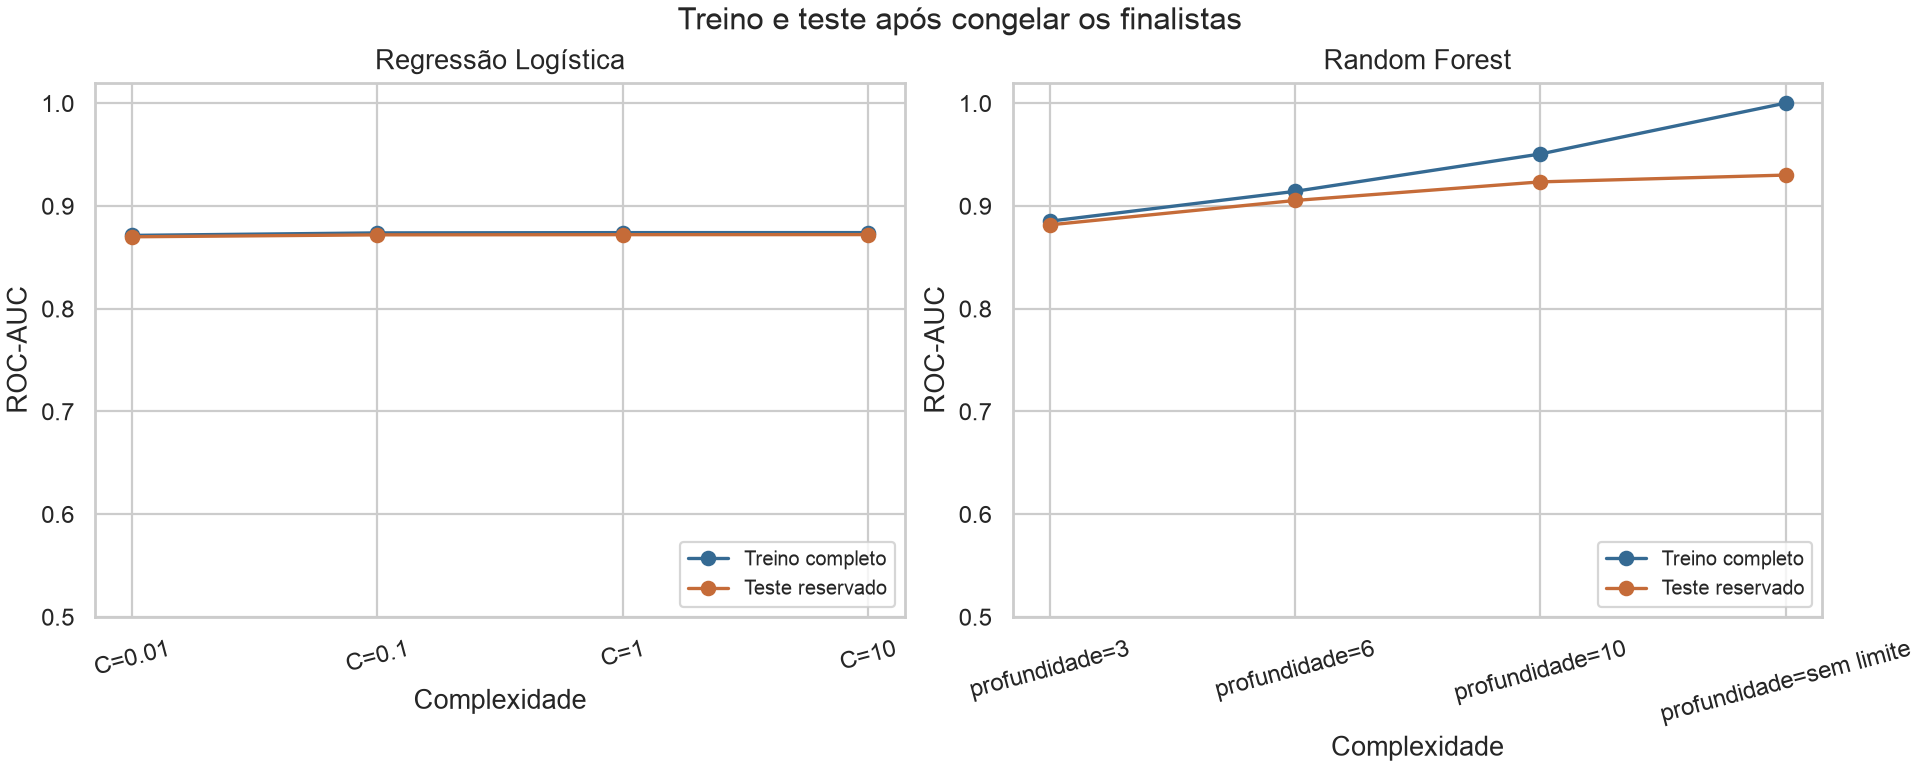 Treino e teste após congelar os finalistas
Regressão Logística
ROC-AUC
1.0
0.9
0.8
0.7
0.6
0.5
Treino completo
Teste reservado
C=0.01
C=0.1
C=1
C=10
Complexidade
Random Forest
ROC-AUC
1.0
0.9
0.8
0.7
0.6
0.5
Treino completo
Teste reservado
profundidade=3
profundidade=6
profundidade=10
profundidade=sem limite
Complexidade